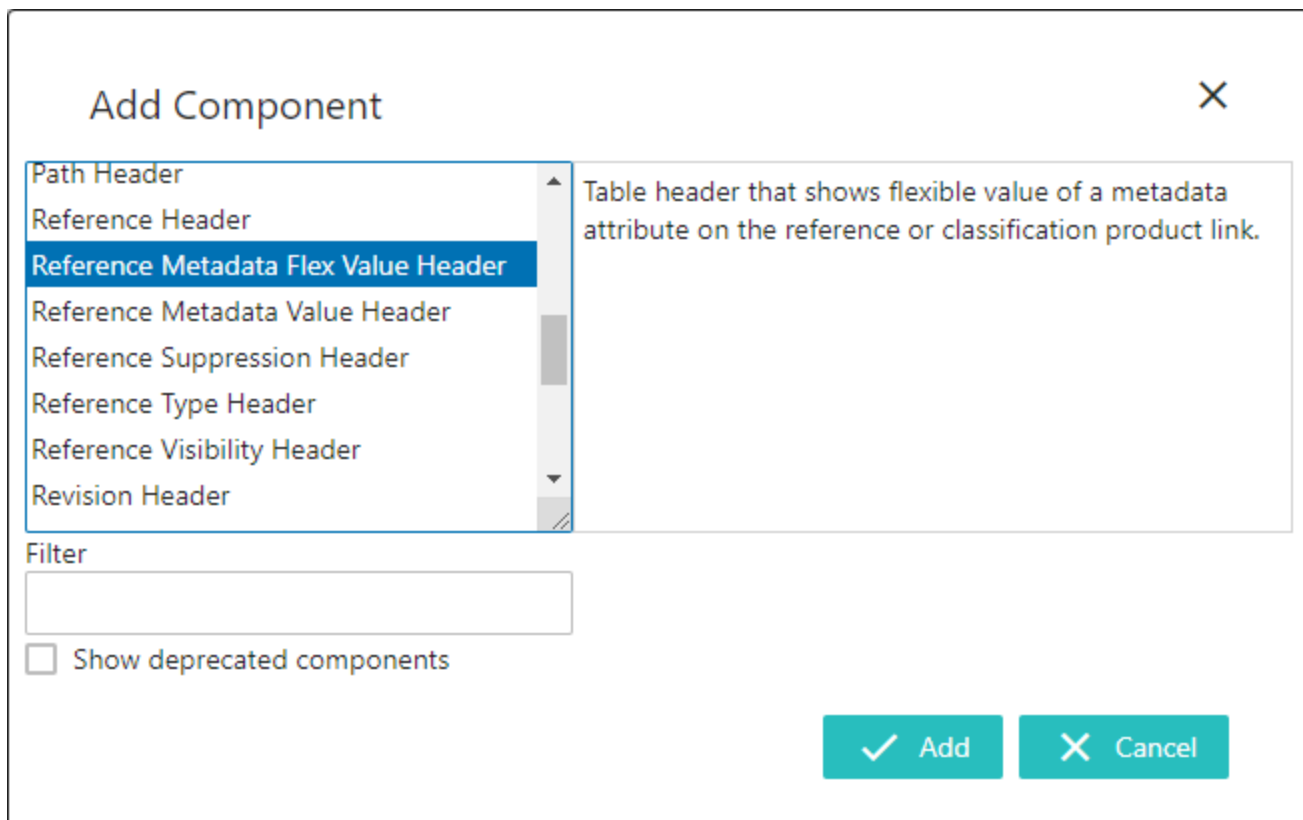 Add Component
Path Header
Reference Header
Reference Metadata Flex Value Header
Reference Metadata Value Header
Reference Suppression Header
Reference Type Header
Reference Visibility Header
Revision Header
Table header that shows flexible value of a metadata
attribute on the reference or classification product link.
Filter
Show deprecated components
Add
Cancel